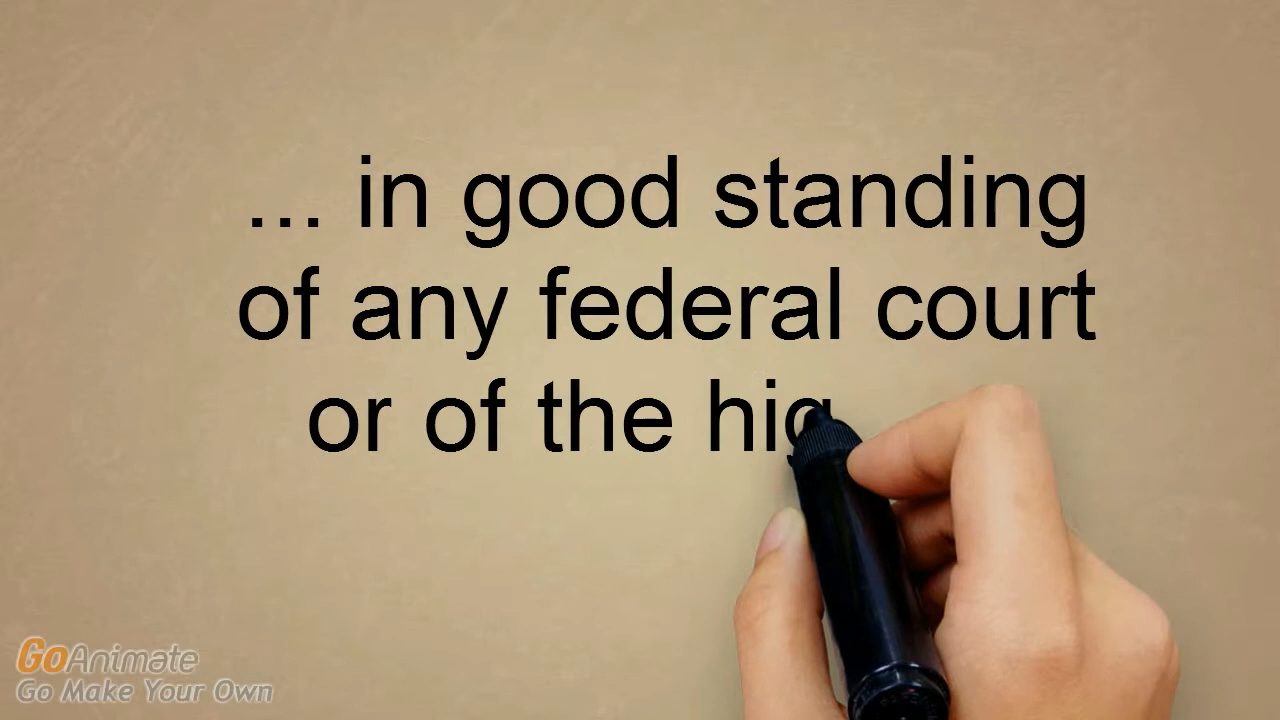 ... in good standing
of any federal court
or of the hig
GoAnimate
Go Make Your Own